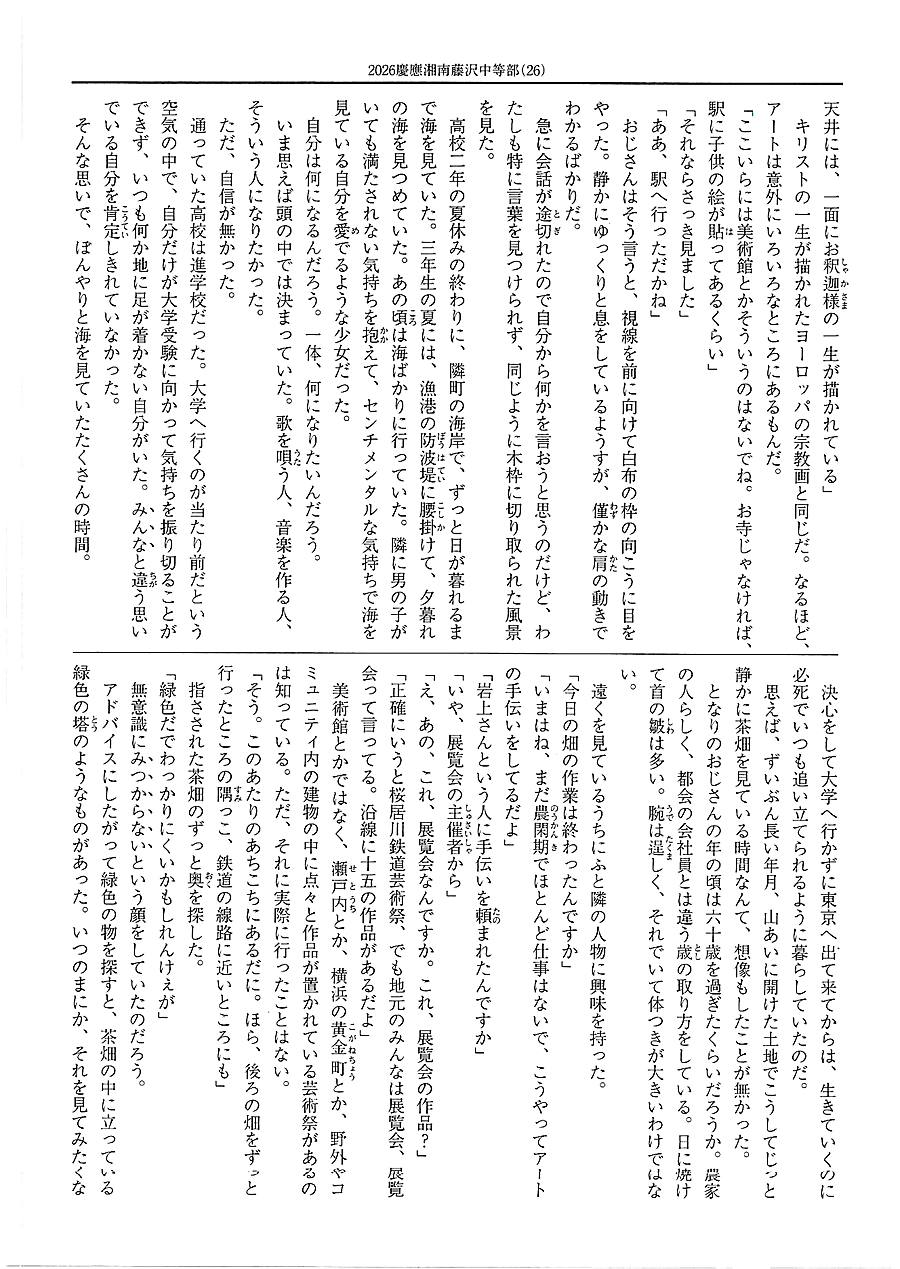 2026慶應湘南藤沢中等部(26)
天井には、一面にお釈迦様の一生が描かれている」
キリストの一生が描かれたヨーロッパの宗教画と同じだ。なるほど、
アートは意外にいろいろなところにあるもんだ。
「ここいらには美術館とかそういうのはないでね。お寺じゃなければ、
駅に子供の絵が貼ってあるくらい」
「それならさっき見ました」
「ああ、駅へ行っただかね」
おじさんはそう言うと、視線を前に向けて白布の枠の向こうに目を
やった。静かにゆっくりと息をしているようすが、僅かな肩の動きで
わかるばかりだ。
急に会話が途切れたので自分から何かを言おうと思うのだけど、わ
たしも特に言葉を見つけられず、同じように木枠に切り取られた風景
を見た。
高校二年の夏休みの終わりに、隣町の海岸で、ずっと日が暮れるま
で海を見ていた。三年生の夏には、漁港の防波堤に腰掛けて、夕暮れ
の海を見つめていた。あの頃は海ばかりに行っていた。隣に男の子が
いても満たされない気持ちを抱えて、センチメンタルな気持ちで海を
見ている自分を愛でるような少女だった。
自分は何になるんだろう。一体、何になりたいんだろう。
いま思えば頭の中では決まっていた。歌を唄う人、音楽を作る人、
そういう人になりたかった。
ただ、自信が無かった。
通っていた高校は進学校だった。大学へ行くのが当たり前だという
空気の中で、自分だけが大学受験に向かって気持ちを振り切ることが
できず、いつも何か地に足が着かない自分がいた。みんなと違う思い
でいる自分を肯定しきれていなかった。
そんな思いで、ぼんやりと海を見ていたたくさんの時間。
決心をして大学へ行かずに東京へ出て来てからは、生きていくのに
必死でいつも追い立てられるように暮らしていたのだ。
思えば、ずいぶん長い年月、山あいに開けた土地でこうしてじっと
静かに茶畑を見ている時間なんて、想像もしたことが無かった。
となりのおじさんの年の頃は六十歳を過ぎたくらいだろうか。農家
の人らしく、都会の会社員とは違う歳の取り方をしている。日に焼け
て首の皺は多い。腕は逞しく、それでいて体つきが大きいわけではな
い。
遠くを見ているうちにふと隣の人物に興味を持った。
「今日の畑の作業は終わったんですか」
「いまはね、まだ農閑期でほとんど仕事はないで、こうやってアート
の手伝いをしてるだよ」
「岩上さんという人に手伝いを頼まれたんですか」
「いや、展覧会の主催者から」
「え、あの、これ、展覧会なんですか。これ、展覧会の作品？」
「正確にいうと桜居川鉄道芸術祭、でも地元のみんなは展覧会、展覧
会って言ってる。沿線に十五の作品があるだよ」
美術館とかではなく、瀬戸内とか、横浜の黄金町とか、野外やコ
ミュニティ内の建物の中に点々と作品が置かれている芸術祭があるの
は知っている。ただ、それに実際に行ったことはない。
「そう。このあたりのあちこちにあるだに。ほら、後ろの畑をずっと
行ったところの隅っこ、鉄道の線路に近いところにも」
指さされた茶畑のずっと奥を探した。
「緑色だでわっかりにくいかもしれんけぇが」
無意識にみつからないという顔をしていたのだろう。
アドバイスにしたがって緑色の物を探すと、茶畑の中に立っている
緑色の塔のようなものがあった。いつのまにか、それを見てみたくな